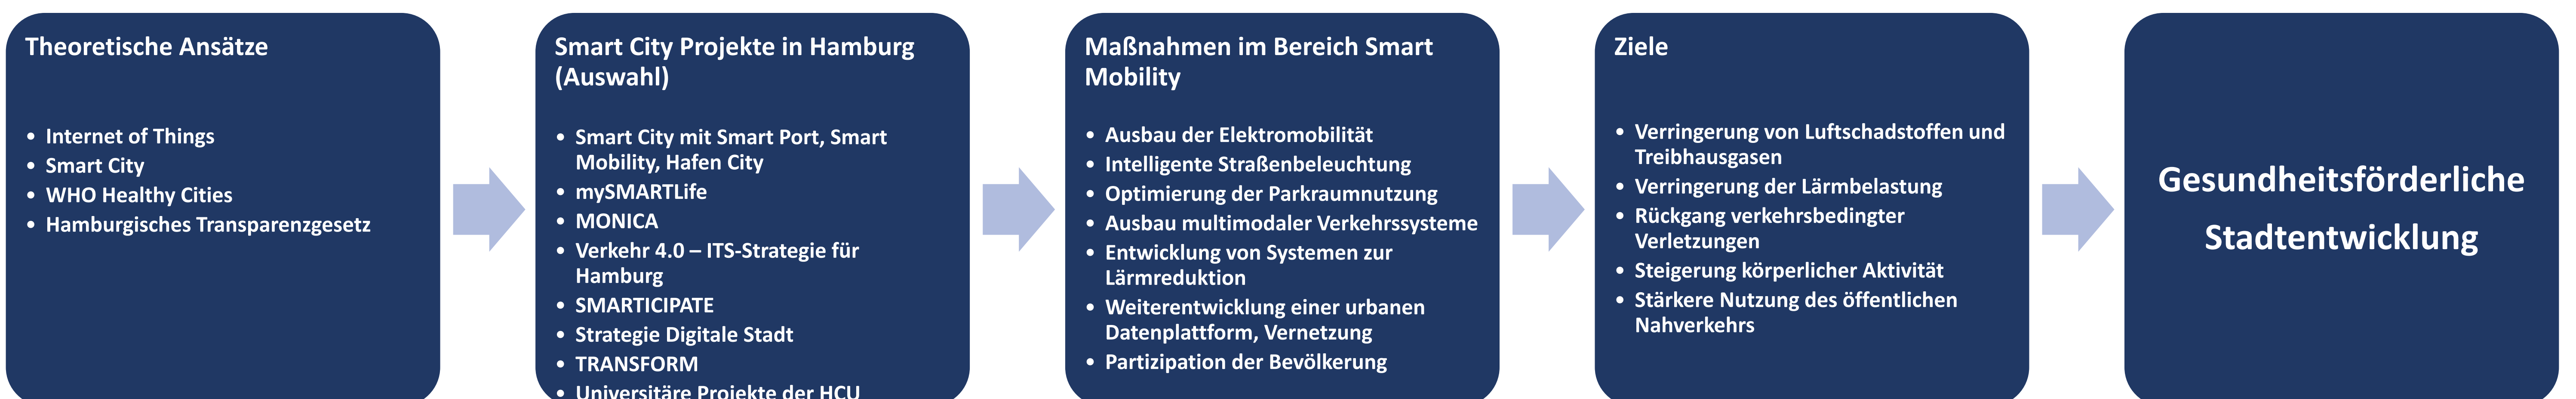 Theoretische Ansätze
• Internet of Things
• Smart City
• WHO Healthy Cities
• Hamburgisches Transparenzgesetz
Smart City Projekte in Hamburg
(Auswahl)
• Smart City mit Smart Port, Smart
Mobility, Hafen City
• mySMARTLife
• MONICA
• Verkehr 4.0 – ITS-Strategie für
Hamburg
• SMARTICIPATE
• Strategie Digitale Stadt
• TRANSFORM
• Universitäre Projekte der HCU
Maßnahmen im Bereich Smart
Mobility
• Ausbau der Elektromobilität
• Intelligente Straßenbeleuchtung
• Optimierung der Parkraumnutzung
• Ausbau multimodaler Verkehrssysteme
• Entwicklung von Systemen zur
Lärmreduktion
• Weiterentwicklung einer urbanen
Datenplattform, Vernetzung
• Partizipation der Bevölkerung
Ziele
• Verringerung von Luftschadstoffen und
Treibhausgasen
• Verringerung der Lärmbelastung
• Rückgang verkehrsbedingter
Verletzungen
• Steigerung körperlicher Aktivität
• Stärkere Nutzung des öffentlichen
Nahverkehrs
Gesundheitsförderliche
Stadtentwicklung